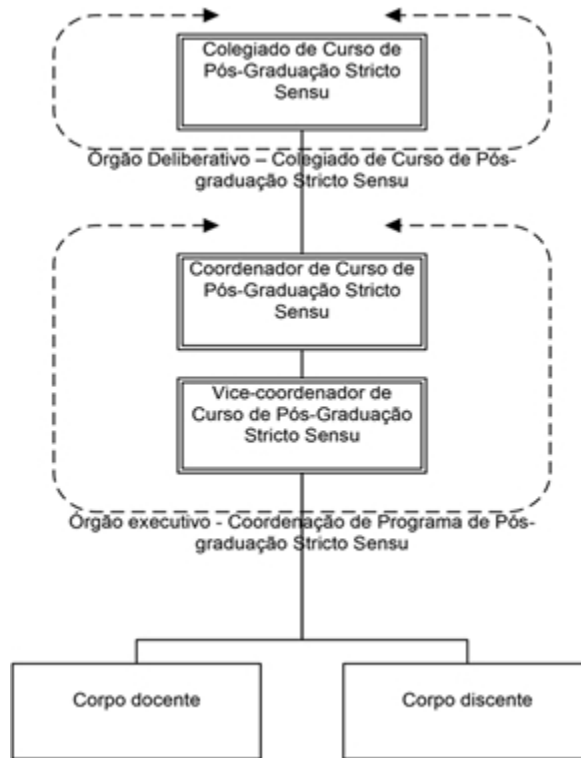 Colegiado de Curso de
Pós-Graduação Stricto
Sensu
Órgão Deliberativo – Colegiado de Curso de Pós-
graduação Stricto Sensu
Coordenador de Curso de
Pós-Graduação Stricto
Sensu
Vice-coordenador de
Curso de Pós-Graduação
Stricto Sensu
Órgão executivo - Coordenação de Programa de Pós-
graduação Stricto Sensu
Corpo docente
Corpo discente